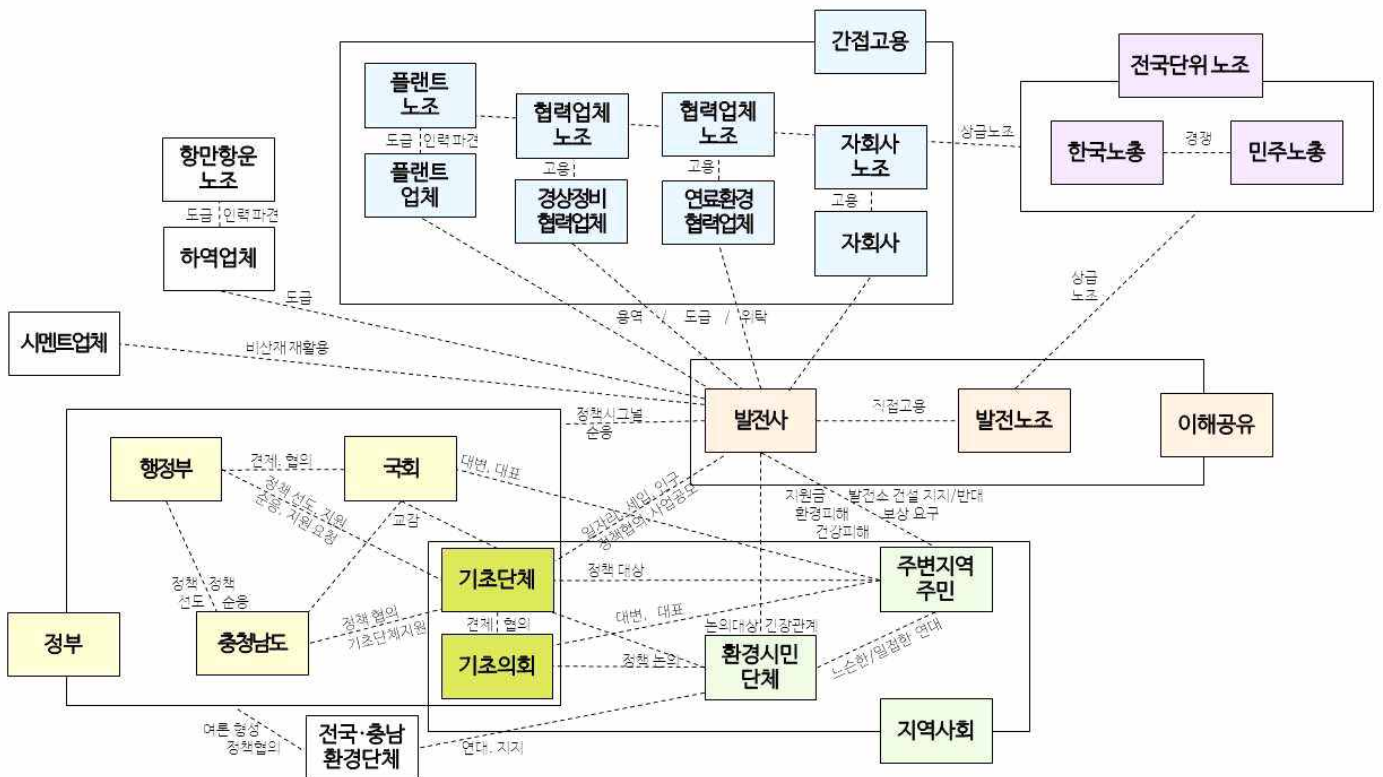 간접고용
전국단위 노조
플랜트
노조
협력업체
노조
협력업체
노조
자회사
노조
상급노조
한국노총
경쟁
민주노총
도급
인력파견
고용
고용
고용
플랜트
업체
경상정비
협력업체
연료환경
협력업체
자회사
항만항운
노조
도급
인력파견
하역업체
도급
용역 / 도급 / 위탁
상급
노조
시멘트업체
비산재 재활용
발전사
직접고용
발전노조
이해공유
정책시그널
순응
행정부
견제. 협의
국회
대변. 대표
정책 선도. 지원
순응. 지원 요청
교감
일자리. 세입. 인구
정책협의. 사업공모
지원금
환경피해
건강피해
발전소 건설 지지/반대
보상 요구
기초단체
정책 대상
주변지역
주민
정책
선도
정책
순응
정부
충청남도
정책 협의
기초단체지원
견제
협의
대변, 대표
논의대상
긴장관계
느슨한/밀접한 연대
기초의회
정책 논의
환경시민
단체
지역사회
여론 형성
정책협의
전국·충남
환경단체
연대. 지지